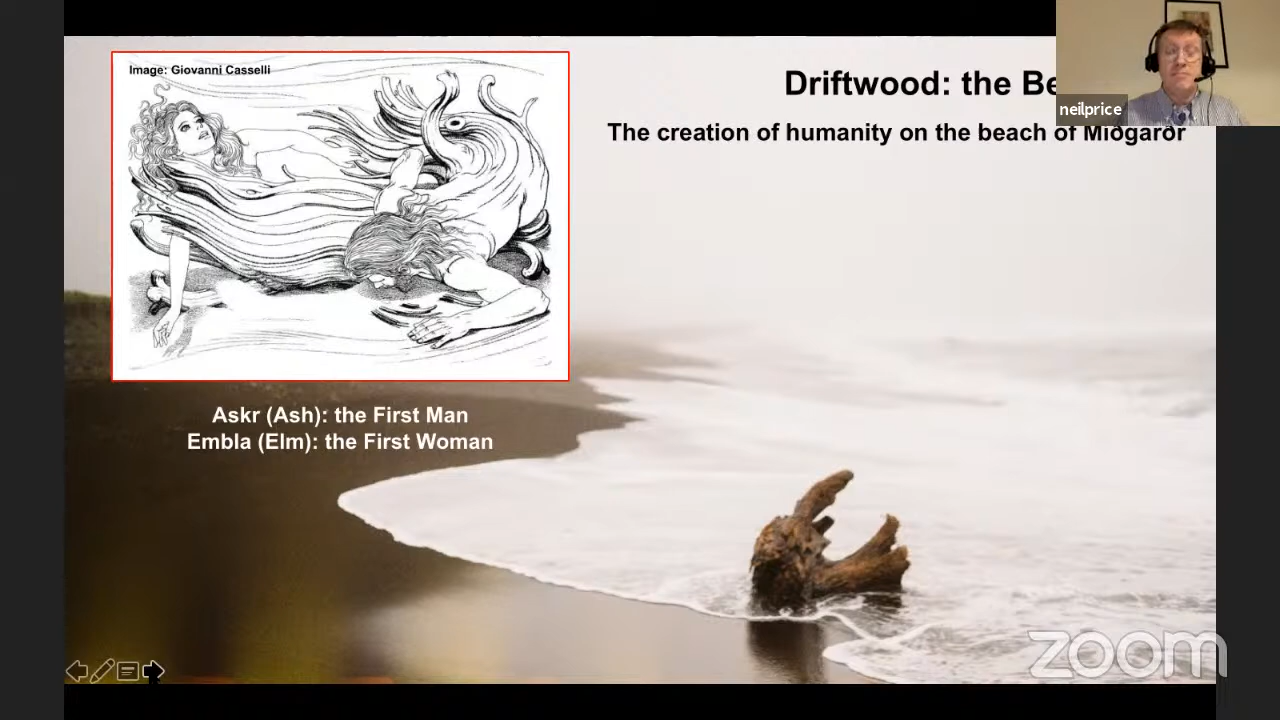 Image: Giovanni Casselli
Driftwood: the Be
neilprice
The creation of humanity on the beach of Miðgarðr
Askr (Ash): the First Man
Embla (Elm): the First Woman
zoom